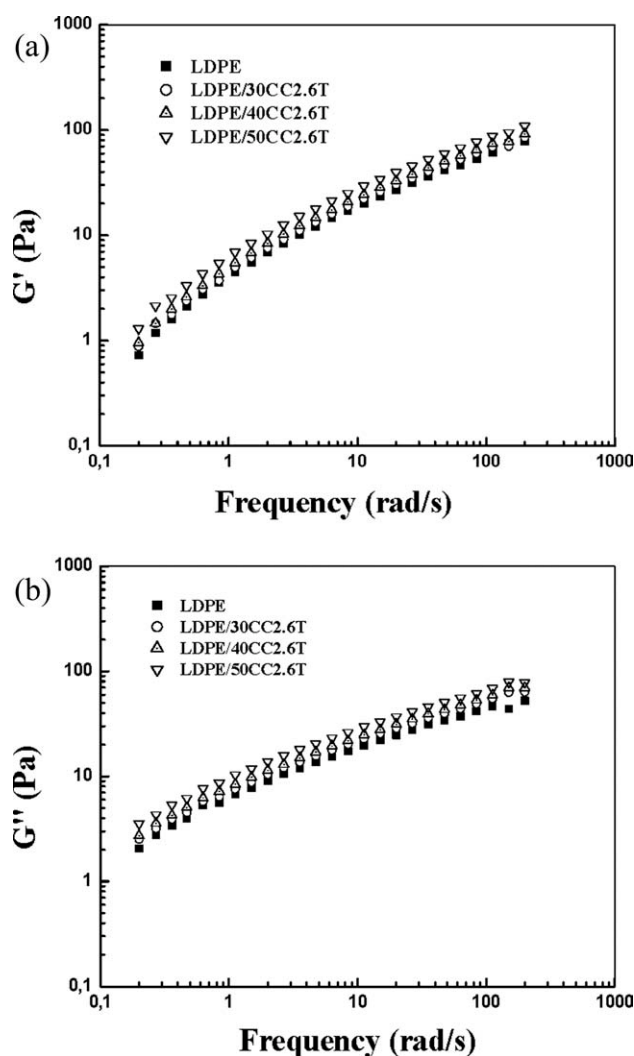 (a)
1000
100
10
1
0,1
G' (Pa)
LDPE
LDPE/30CC2.6T
LDPE/40CC2.6T
LDPE/50CC2.6T
0,1 1 10 100 1000
Frequency (rad/s)
(b)
1000
100
10
1
0,1
G'' (Pa)
LDPE
LDPE/30CC2.6T
LDPE/40CC2.6T
LDPE/50CC2.6T
0,1 1 10 100 1000
Frequency (rad/s)